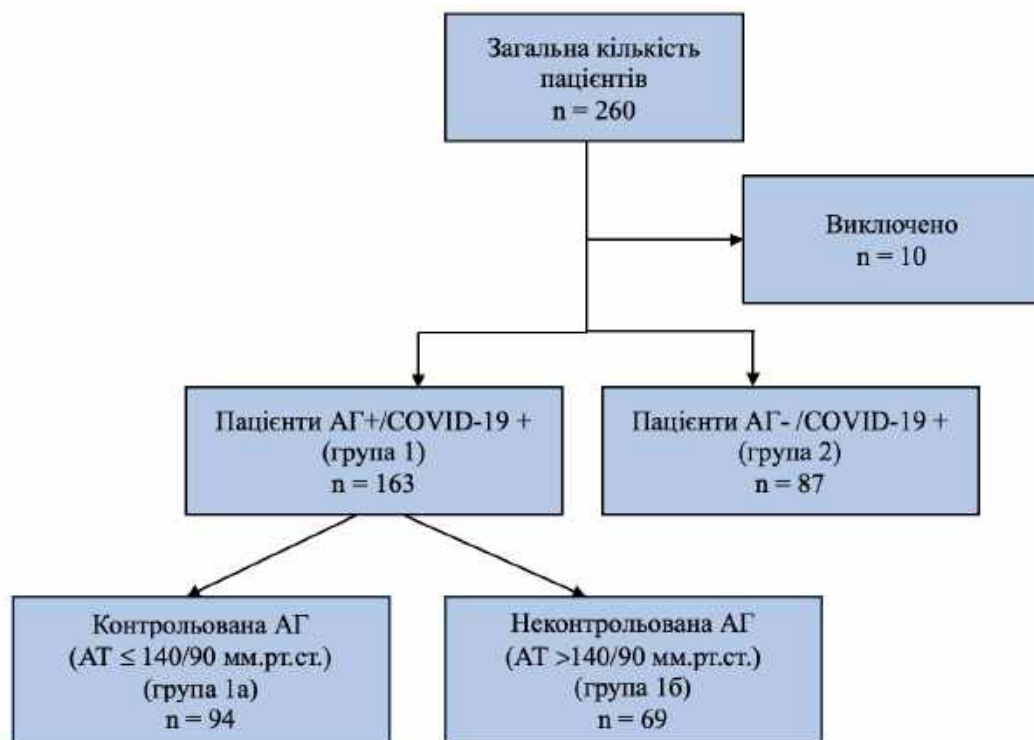 Загальна кількість
пацієнтів
n = 260
Виключено
n = 10
Пацієнти АГ+/COVID-19 +
(група 1)
n = 163
Пацієнти АГ- /COVID-19 +
(група 2)
n = 87
Контрольована АГ
(АТ ≤ 140/90 мм.рт.ст.)
(група 1а)
n = 94
Неконтрольована АГ
(АТ >140/90 мм.рт.ст.)
(група 1б)
n = 69